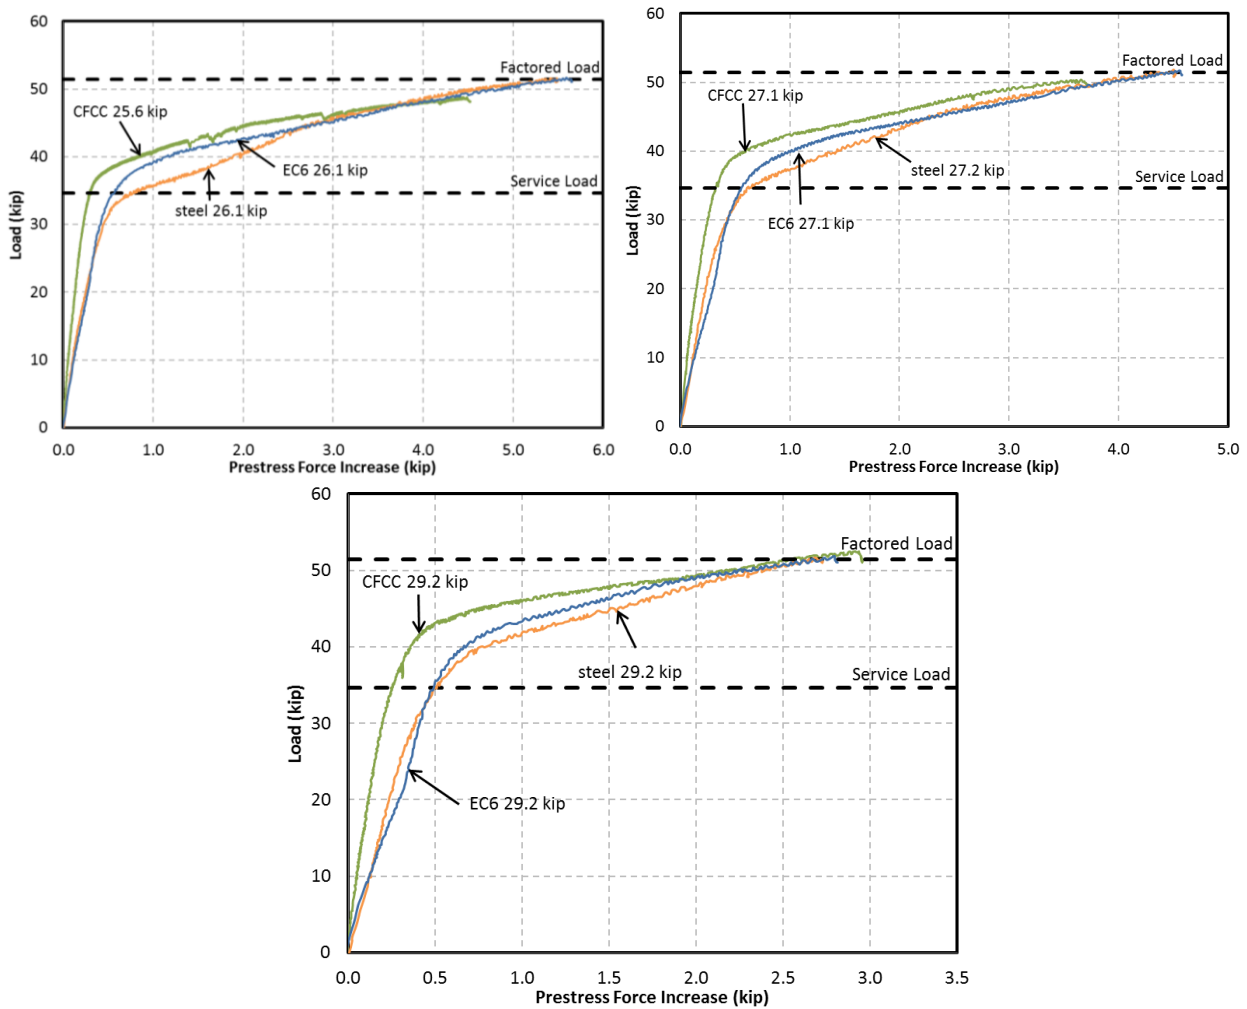 60
50
40
30
20
10
0
Load (kip)
Factored Load
CFCC 25.6 kip
EC6 26.1 kip
Service Load
steel 26.1 kip
0.0 1.0 2.0 3.0 4.0 5.0 6.0
Prestress Force Increase (kip)
60
50
40
30
20
10
0
Load (kip)
Factored Load
CFCC 27.1 kip
steel 27.2 kip
Service Load
EC6 27.1 kip
0.0 1.0 2.0 3.0 4.0 5.0
Prestress Force Increase (kip)
60
50
40
30
20
10
0
Load (kip)
Factored Load
CFCC 29.2 kip
steel 29.2 kip
Service Load
EC6 29.2 kip
0.0 0.5 1.0 1.5 2.0 2.5 3.0 3.5
Prestress Force Increase (kip)